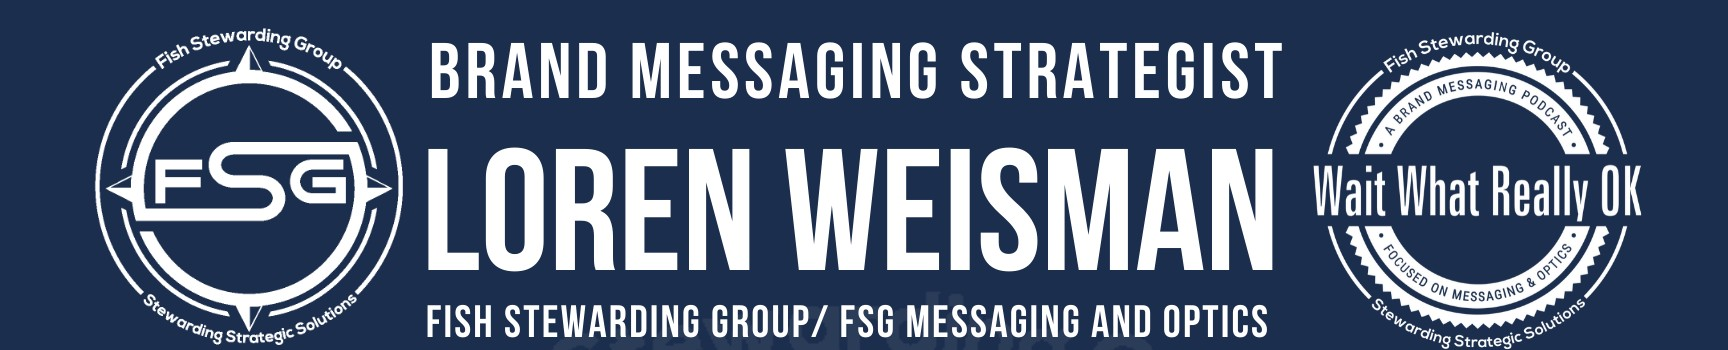 Fish Stewarding Group
FSG
Stewarding Strategic Solutions
BRAND MESSAGING STRATEGIST
LOREN WEISMAN
FISH STEWARDING GROUP/ FSG MESSAGING AND OPTICS
Fish Stewarding Group
• A BRAND MESSAGING PODCAST •
Wait What Really OK
• FOCUSED ON MESSAGING & OPTICS •
Stewarding Strategic Solutions